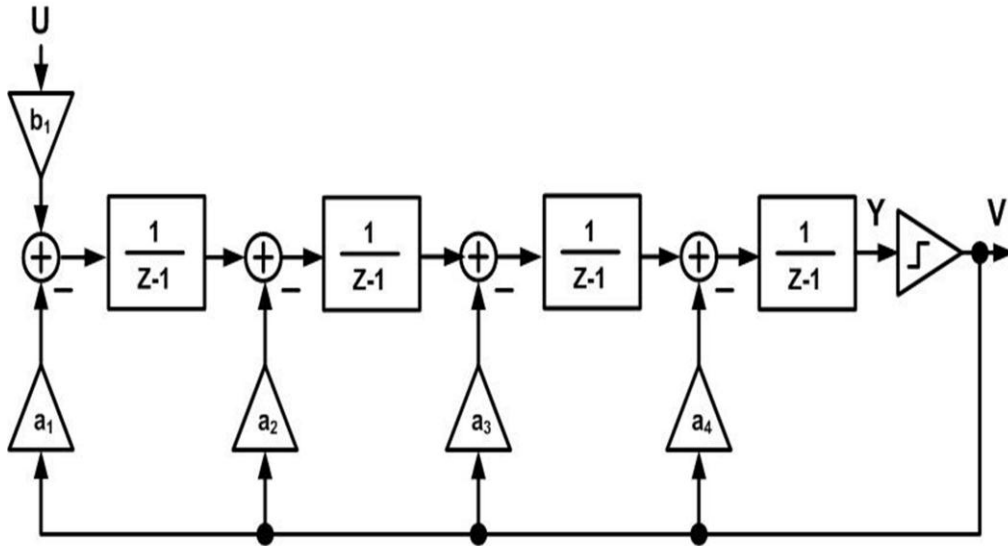 U
b₁
1
Z-1
1
Z-1
1
Z-1
1
Z-1
Y
V
+
+
+
+
−
−
−
−
a₁
a₂
a₃
a₄